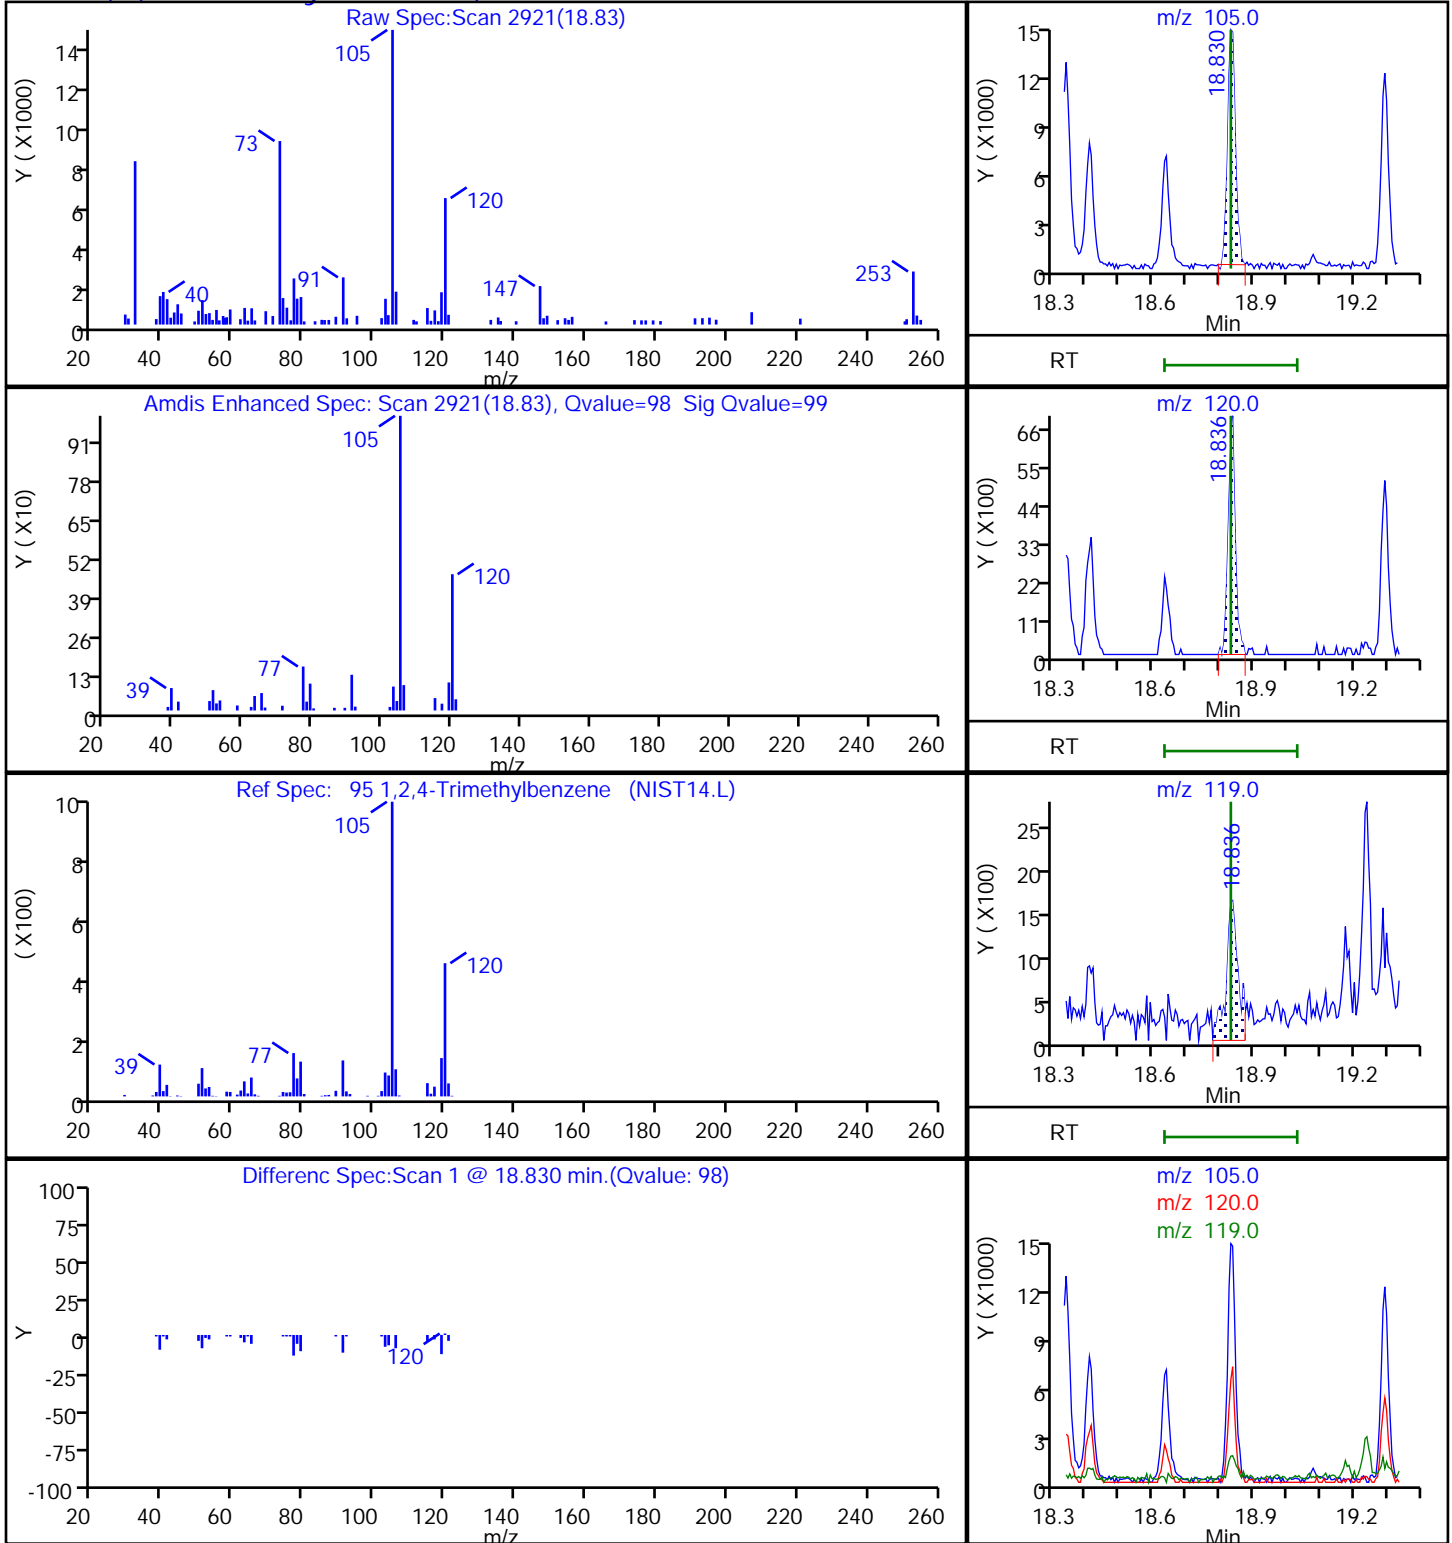 Raw Spec:Scan 2921(18.83)
Y ( X1000)
14
12
10
8
6
4
2
0
105
73
120
40
91
147
253
20 40 60 80 100 120 140 160 180 200 220 240 260
m/z
m/z 105.0
Y ( X1000)
15
12
9
6
3
0
18.830
18.3 18.6 18.9 19.2
Min
RT
Amdis Enhanced Spec: Scan 2921(18.83), Qvalue=98 Sig Qvalue=99
Y ( X10)
91
78
65
52
39
26
13
0
105
120
77
39
20 40 60 80 100 120 140 160 180 200 220 240 260
m/z
m/z 120.0
Y ( X100)
66
55
44
33
22
11
0
18.836
18.3 18.6 18.9 19.2
Min
RT
Ref Spec: 95 1,2,4-Trimethylbenzene (NIST14.L)
( X100)
10
8
6
4
2
0
105
120
77
39
20 40 60 80 100 120 140 160 180 200 220 240 260
m/z
m/z 119.0
Y ( X100)
25
20
15
10
5
0
18.836
18.3 18.6 18.9 19.2
Min
RT
Differenc Spec:Scan 1 @ 18.830 min.(Qvalue: 98)
Y
100
75
50
25
0
-25
-50
-75
-100
120
20 40 60 80 100 120 140 160 180 200 220 240 260
m/z
m/z 105.0
m/z 120.0
m/z 119.0
Y ( X1000)
15
12
9
6
3
0
18.3 18.6 18.9 19.2
Min